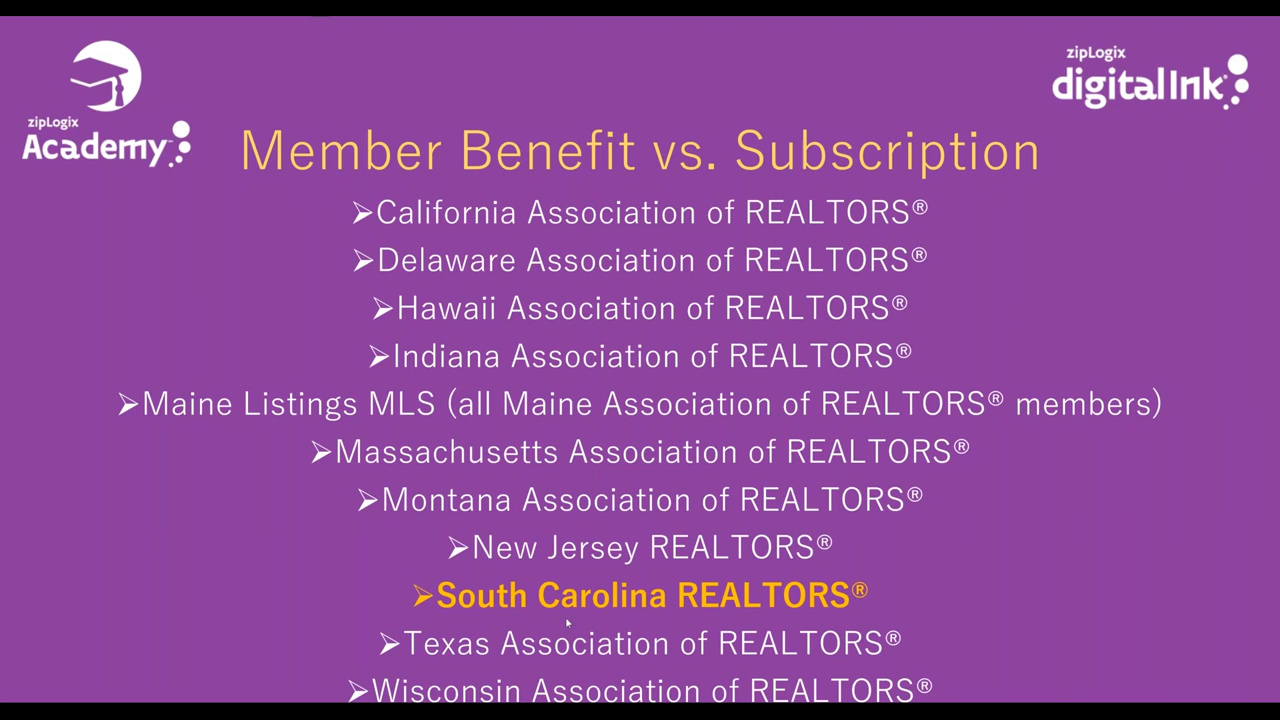 zipLogix
Academy
zipLogix
digitalInk®
Member Benefit vs. Subscription
➢California Association of REALTORS®
➢Delaware Association of REALTORS®
➢Hawaii Association of REALTORS®
➢Indiana Association of REALTORS®
➢Maine Listings MLS (all Maine Association of REALTORS® members)
➢Massachusetts Association of REALTORS®
➢Montana Association of REALTORS®
➢New Jersey REALTORS®
➢South Carolina REALTORS®
➢Texas Association of REALTORS®
➢Wisconsin Association of REALTORS®